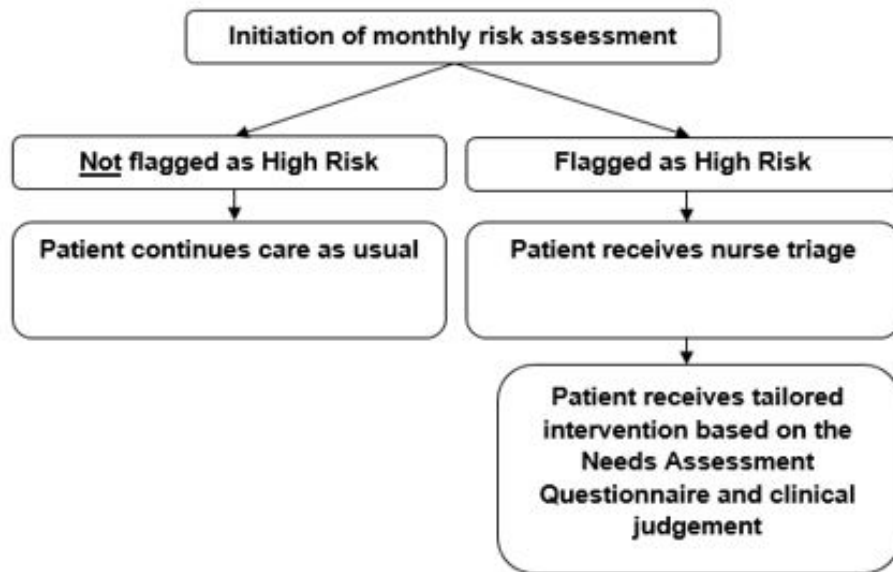 Initiation of monthly risk assessment
Not flagged as High Risk
Flagged as High Risk
Patient continues care as usual
Patient receives nurse triage
Patient receives tailored
intervention based on the
Needs Assessment
Questionnaire and clinical
judgement